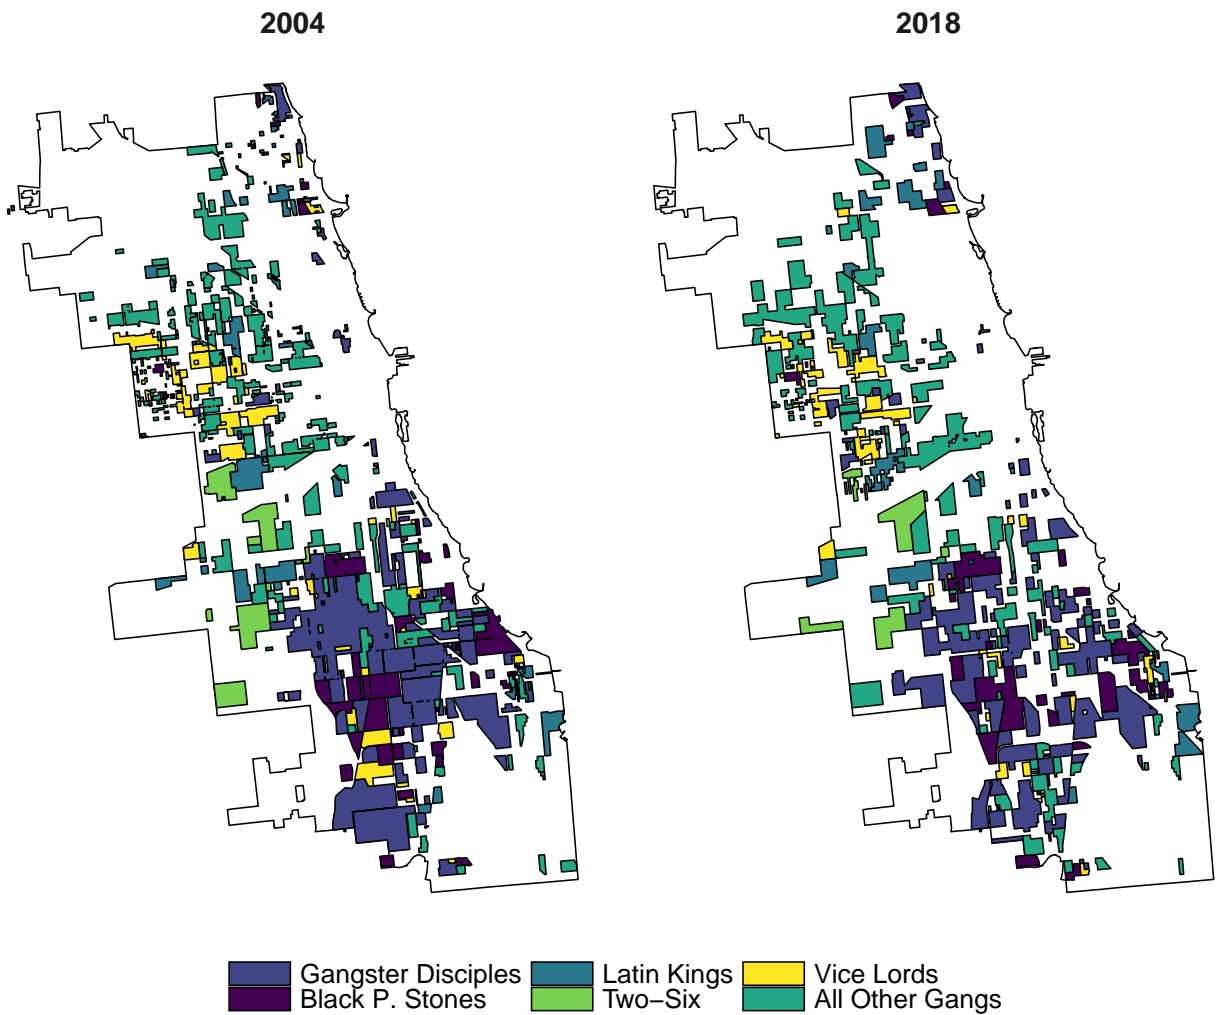 2004 2018
Gangster Disciples Latin Kings Vice Lords
Black P. Stones Two−Six All Other Gangs